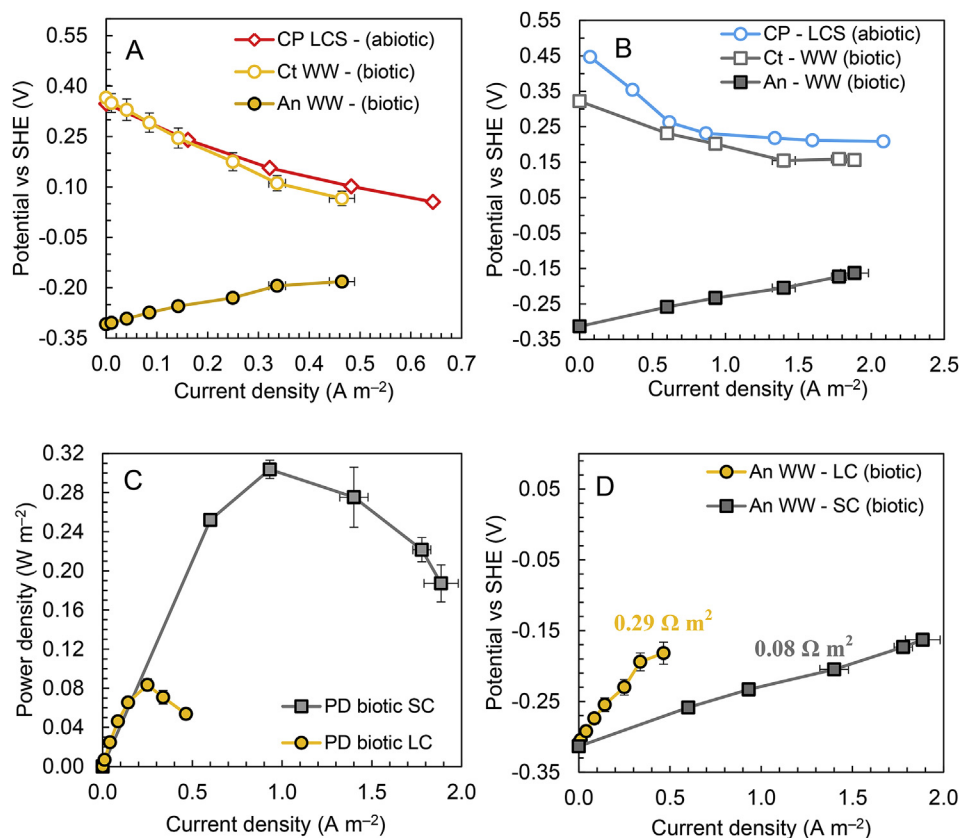 A
CP LCS - (abiotic)
Ct WW - (biotic)
An WW - (biotic)
Potential vs SHE (V)
0.55
0.40
0.25
0.10
-0.05
-0.20
-0.35
0.0 0.1 0.2 0.3 0.4 0.5 0.6 0.7
Current density (A m⁻²)
B
CP - LCS (abiotic)
Ct - WW (biotic)
An - WW (biotic)
Potential vs SHE (V)
0.55
0.45
0.35
0.25
0.15
0.05
-0.05
-0.15
-0.25
-0.35
0.0 0.5 1.0 1.5 2.0 2.5
Current density (A m⁻²)
C
Power density (W m⁻²)
0.32
0.28
0.24
0.20
0.16
0.12
0.08
0.04
0.00
PD biotic SC
PD biotic LC
0.0 0.5 1.0 1.5 2.0
Current density (A m⁻²)
D
An WW - LC (biotic)
An WW - SC (biotic)
Potential vs SHE (V)
0.05
-0.05
-0.15
-0.25
-0.35
0.29 Ω m²
0.08 Ω m²
0.0 0.5 1.0 1.5 2.0
Current density (A m⁻²)